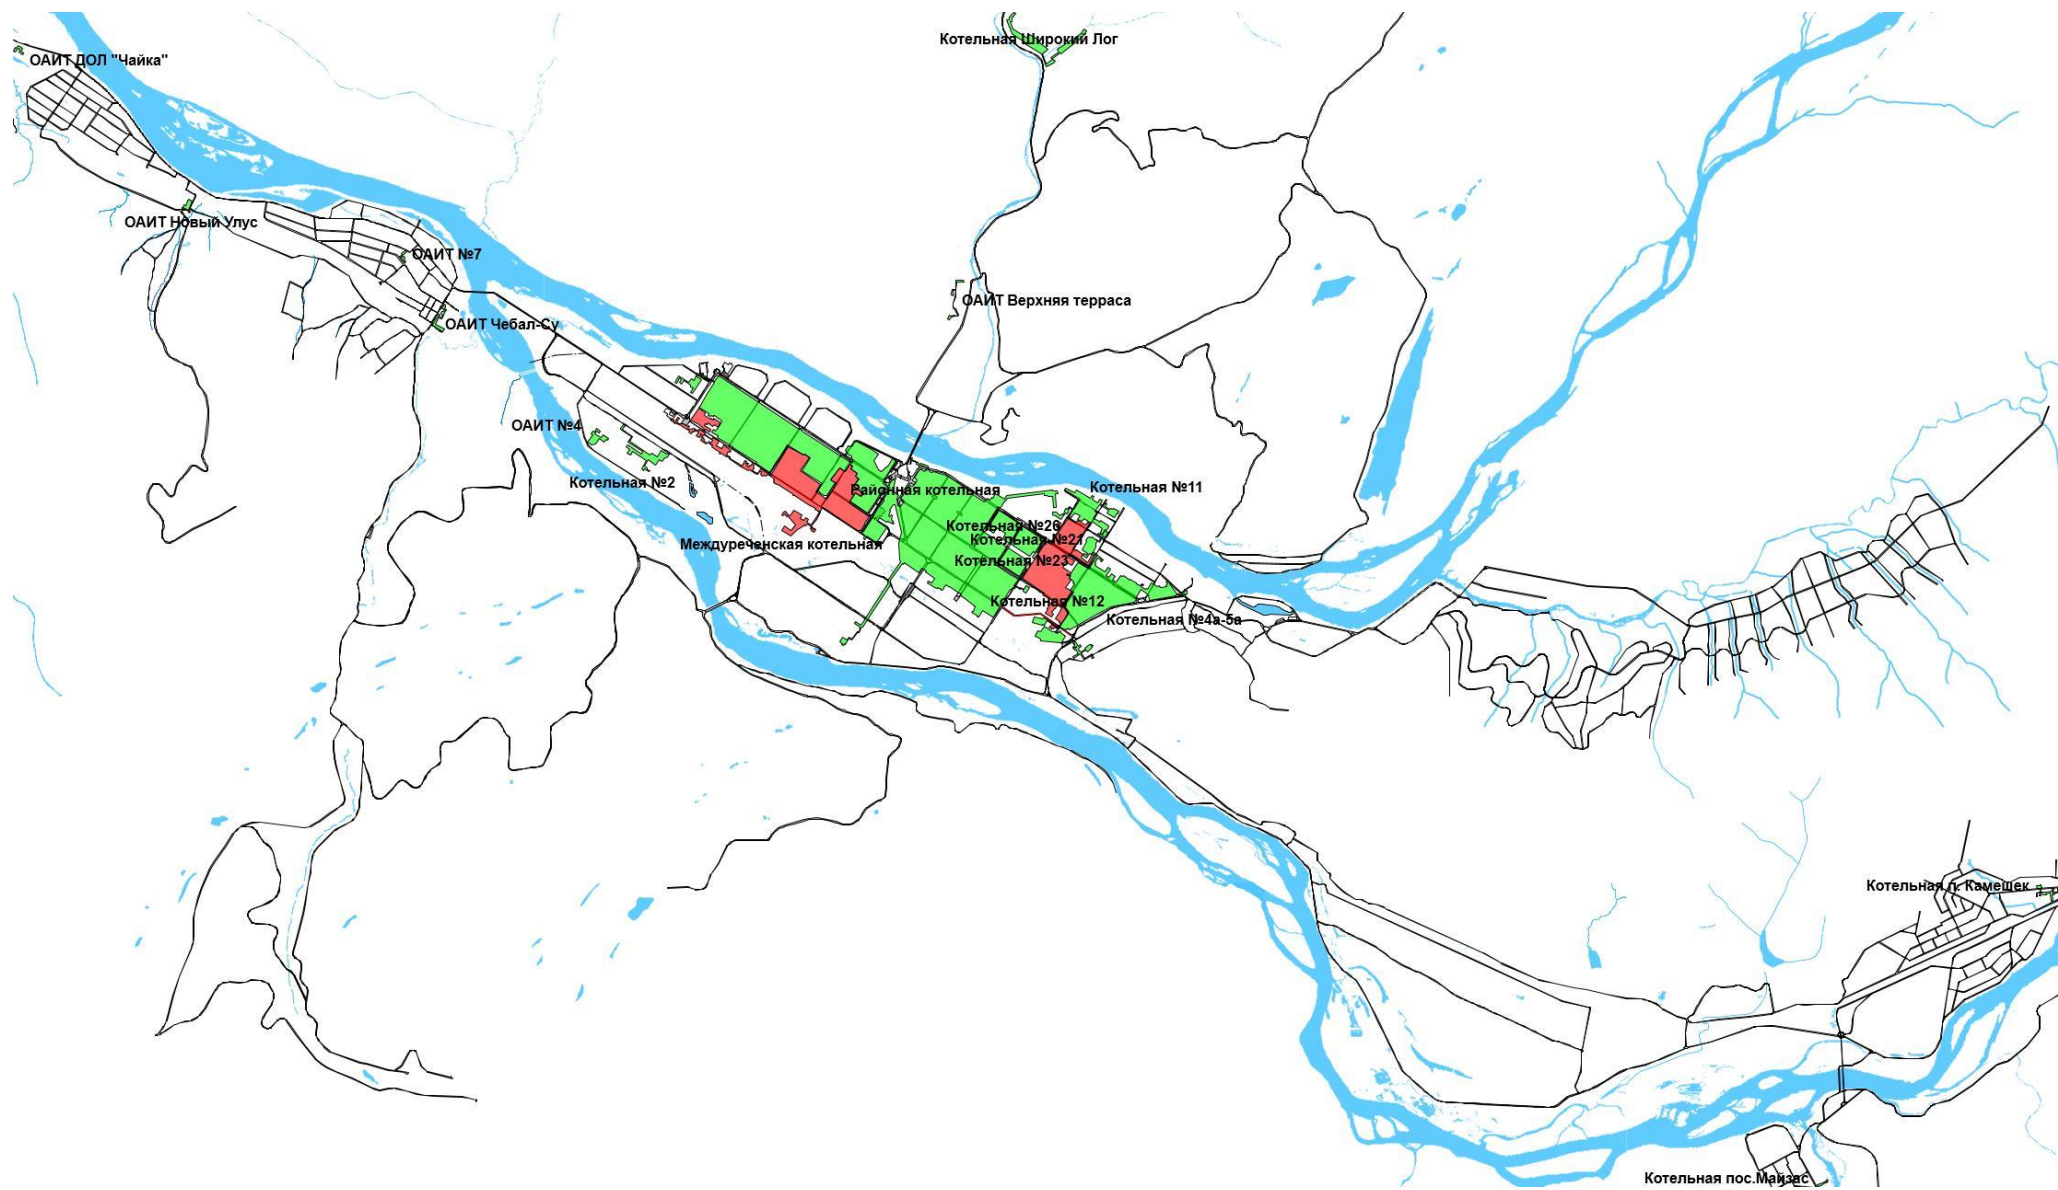 Котельная Широкий Лог
ОАИТ ДОЛ "Чайка"
ОАИТ Новый Улус
ОАИТ №7
ОАИТ Верхняя терраса
ОАИТ Чебал-Су
ОАИТ №4
Котельная №2
Районная котельная
Котельная №11
Котельная №26
Котельная №21
Междуреченская котельная
Котельная №23
Котельная №12
Котельная №4а-5а
Котельная п. Камешек
Котельная пос.Майзас